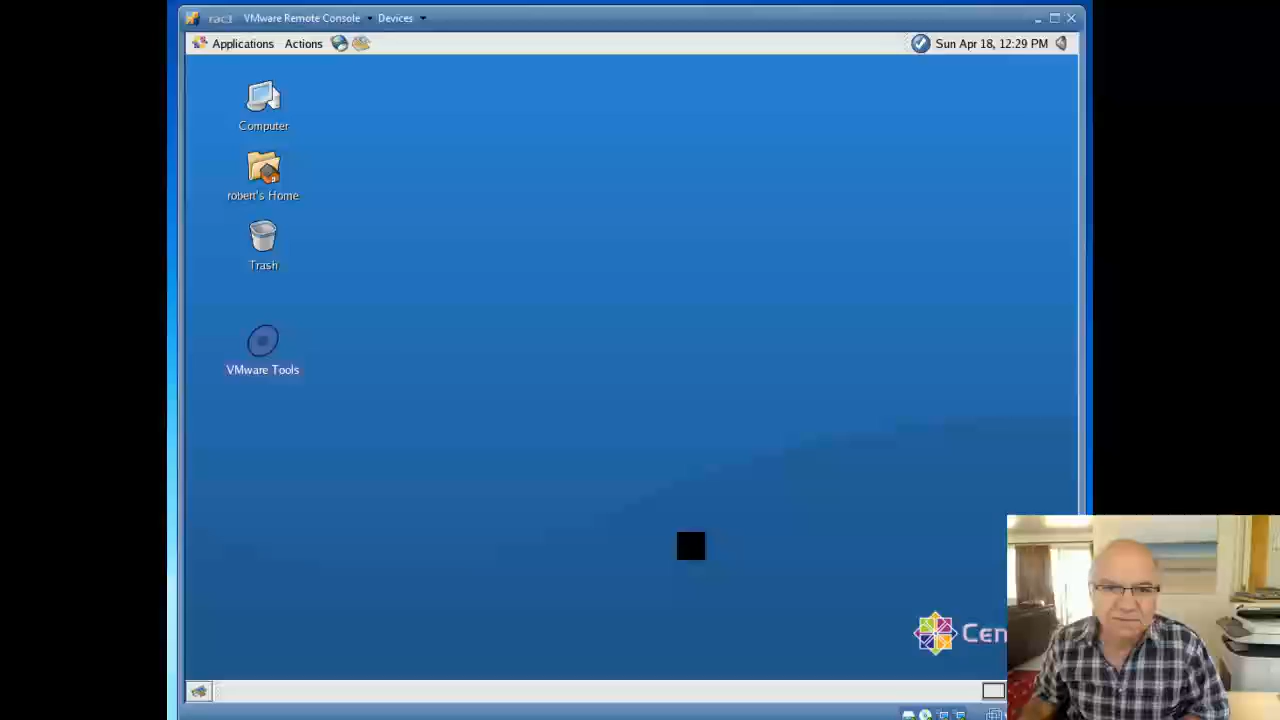 rac1 VMware Remote Console Devices
Applications Actions Sun Apr 18, 12:29 PM
Computer
robert's Home
Trash
VMware Tools
Cen